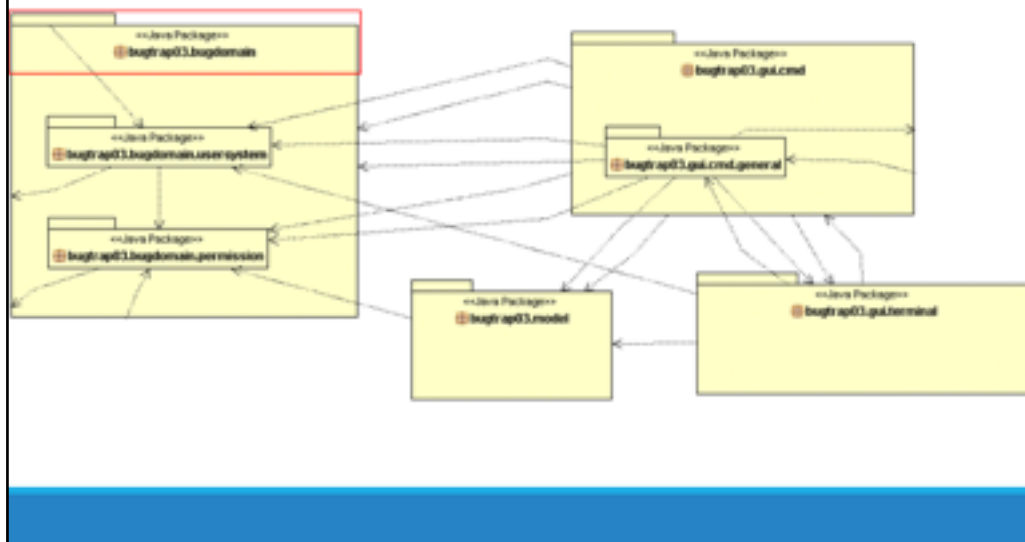 <<Java Package>>
bugtrap03.bugdomain
<<Java Package>>
bugtrap03.bugdomain.usersystem
<<Java Package>>
bugtrap03.bugdomain.permission
<<Java Package>>
bugtrap03.gui.cmd
<<Java Package>>
bugtrap03.gui.cmd.general
<<Java Package>>
bugtrap03.model
<<Java Package>>
bugtrap03.gui.terminal